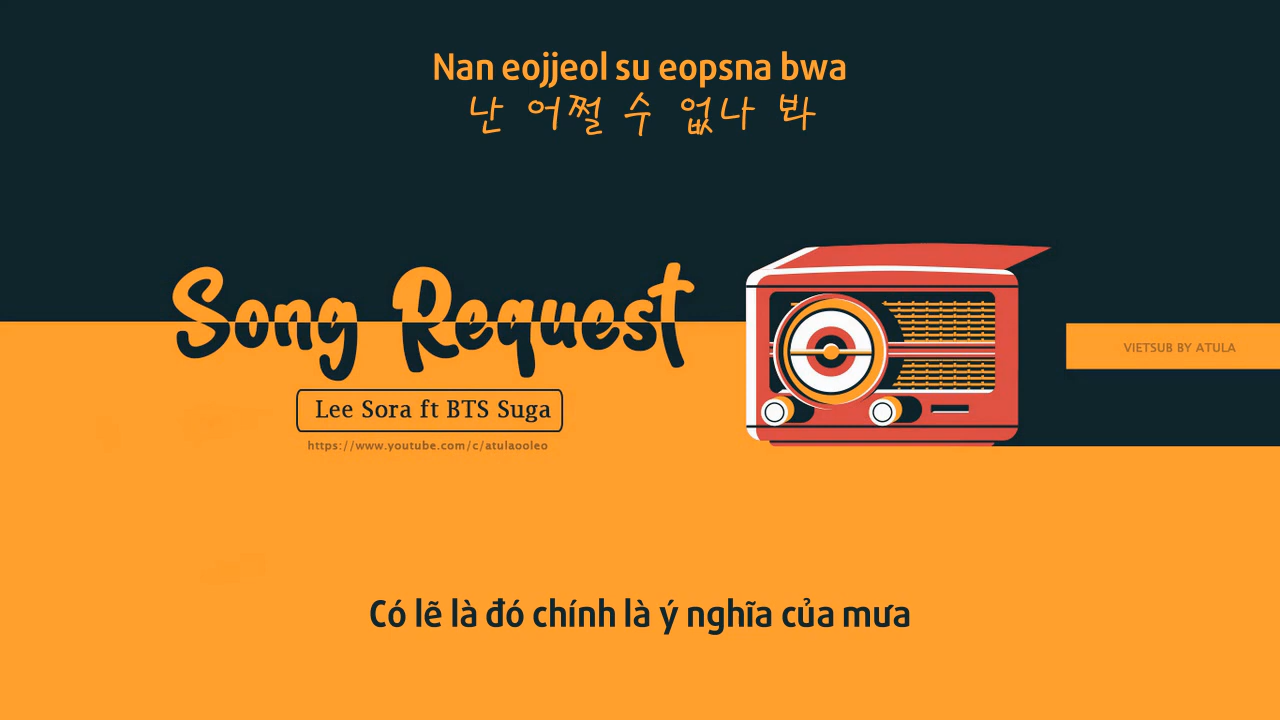 Nan eojjeol su eopsna bwa
난 어쩔 수 없나 봐
Song Request
Lee Sora ft BTS Suga
https://www.youtube.com/c/atulaooleo
VIETSUB BY ATULA
Có lẽ là đó chính là ý nghĩa của mưa